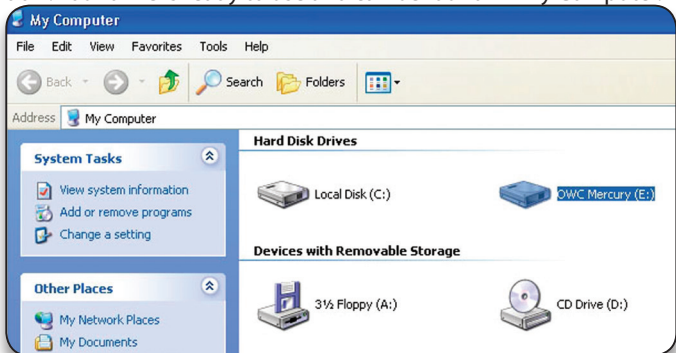 My Computer
File Edit View Favorites Tools Help
Back Search Folders
Address My Computer
System Tasks
View system information
Add or remove programs
Change a setting
Other Places
My Network Places
My Documents
Hard Disk Drives
Local Disk (C:)
OWC Mercury (E:)
Devices with Removable Storage
3½ Floppy (A:)
CD Drive (D:)